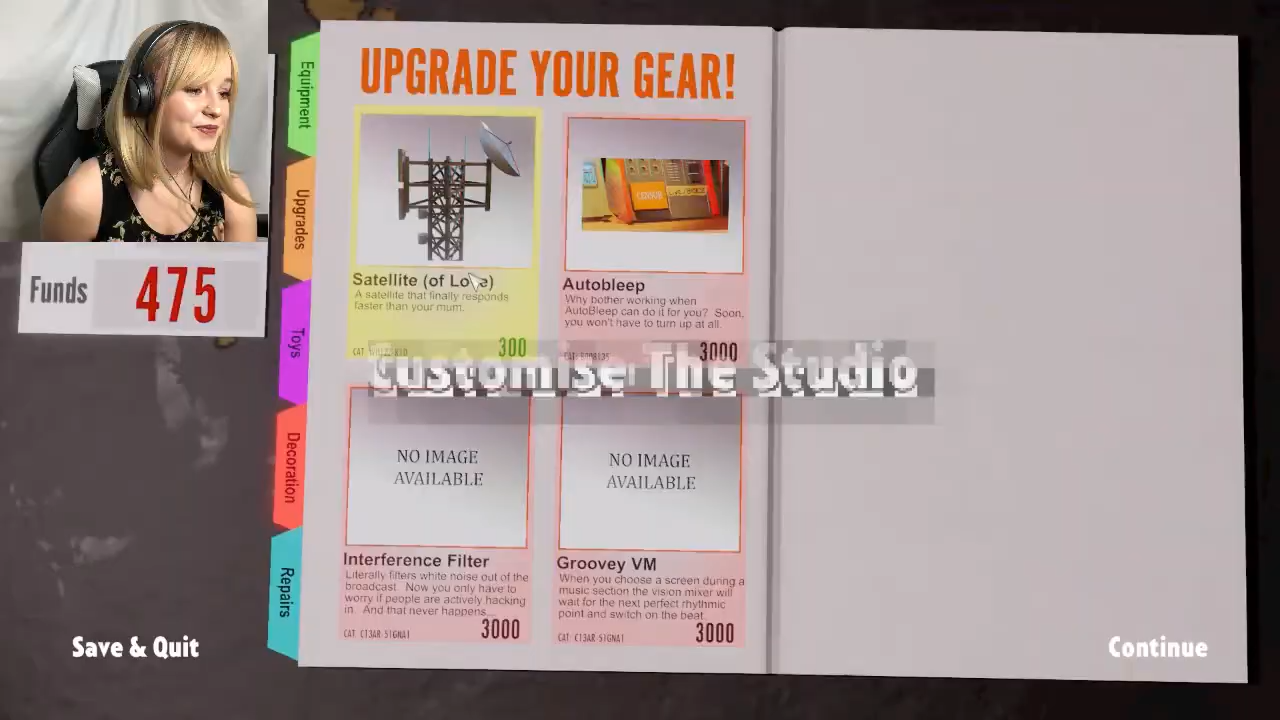 UPGRADE YOUR GEAR!
Equipment
Upgrades
Toys
Decoration
Repairs
Funds 475
Satellite (of Love)
A satellite that finally responds
faster than your mum.
300
Autobleep
Why bother working when
AutoBleep can do it for you? Soon,
you won't have to turn up at all.
3000
Customise The Studio
NO IMAGE
AVAILABLE
Interference Filter
Literally filters white noise out of the
broadcast. Now you only have to
worry if people are actively hacking
in. And that never happens...
CAT: C13AR-51GNA1 3000
NO IMAGE
AVAILABLE
Groovey VM
When you choose a screen during a
music section the vision mixer will
wait for the next perfect rhythmic
point and switch on the beat.
CAT: C13AR-51GNA1 3000
Save & Quit
Continue